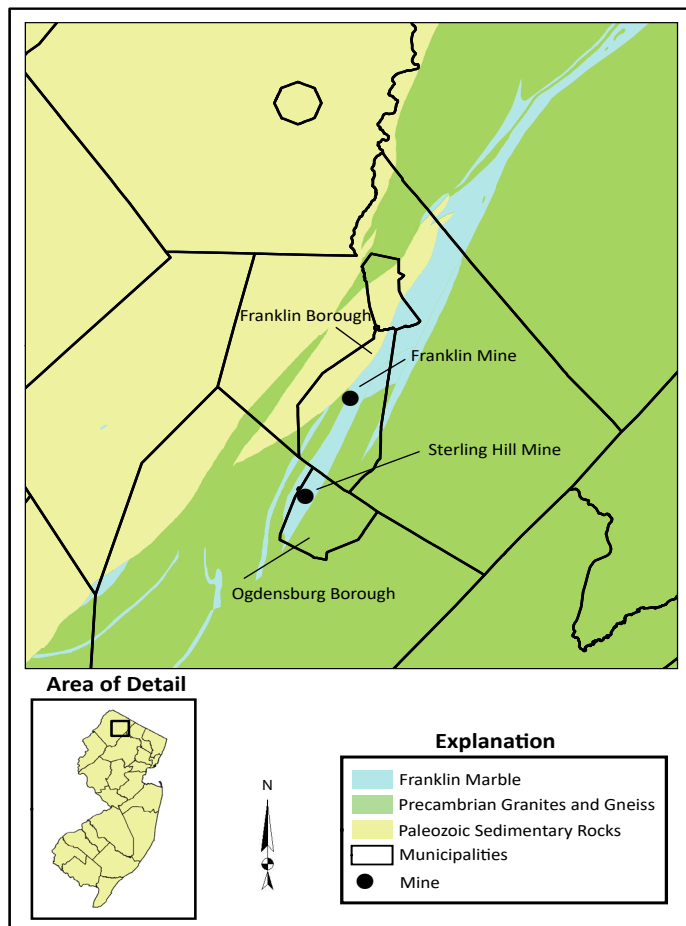 Franklin Borough
Franklin Mine
Sterling Hill Mine
Ogdensburg Borough
Area of Detail
N
Explanation
Franklin Marble
Precambrian Granites and Gneiss
Paleozoic Sedimentary Rocks
Municipalities
Mine